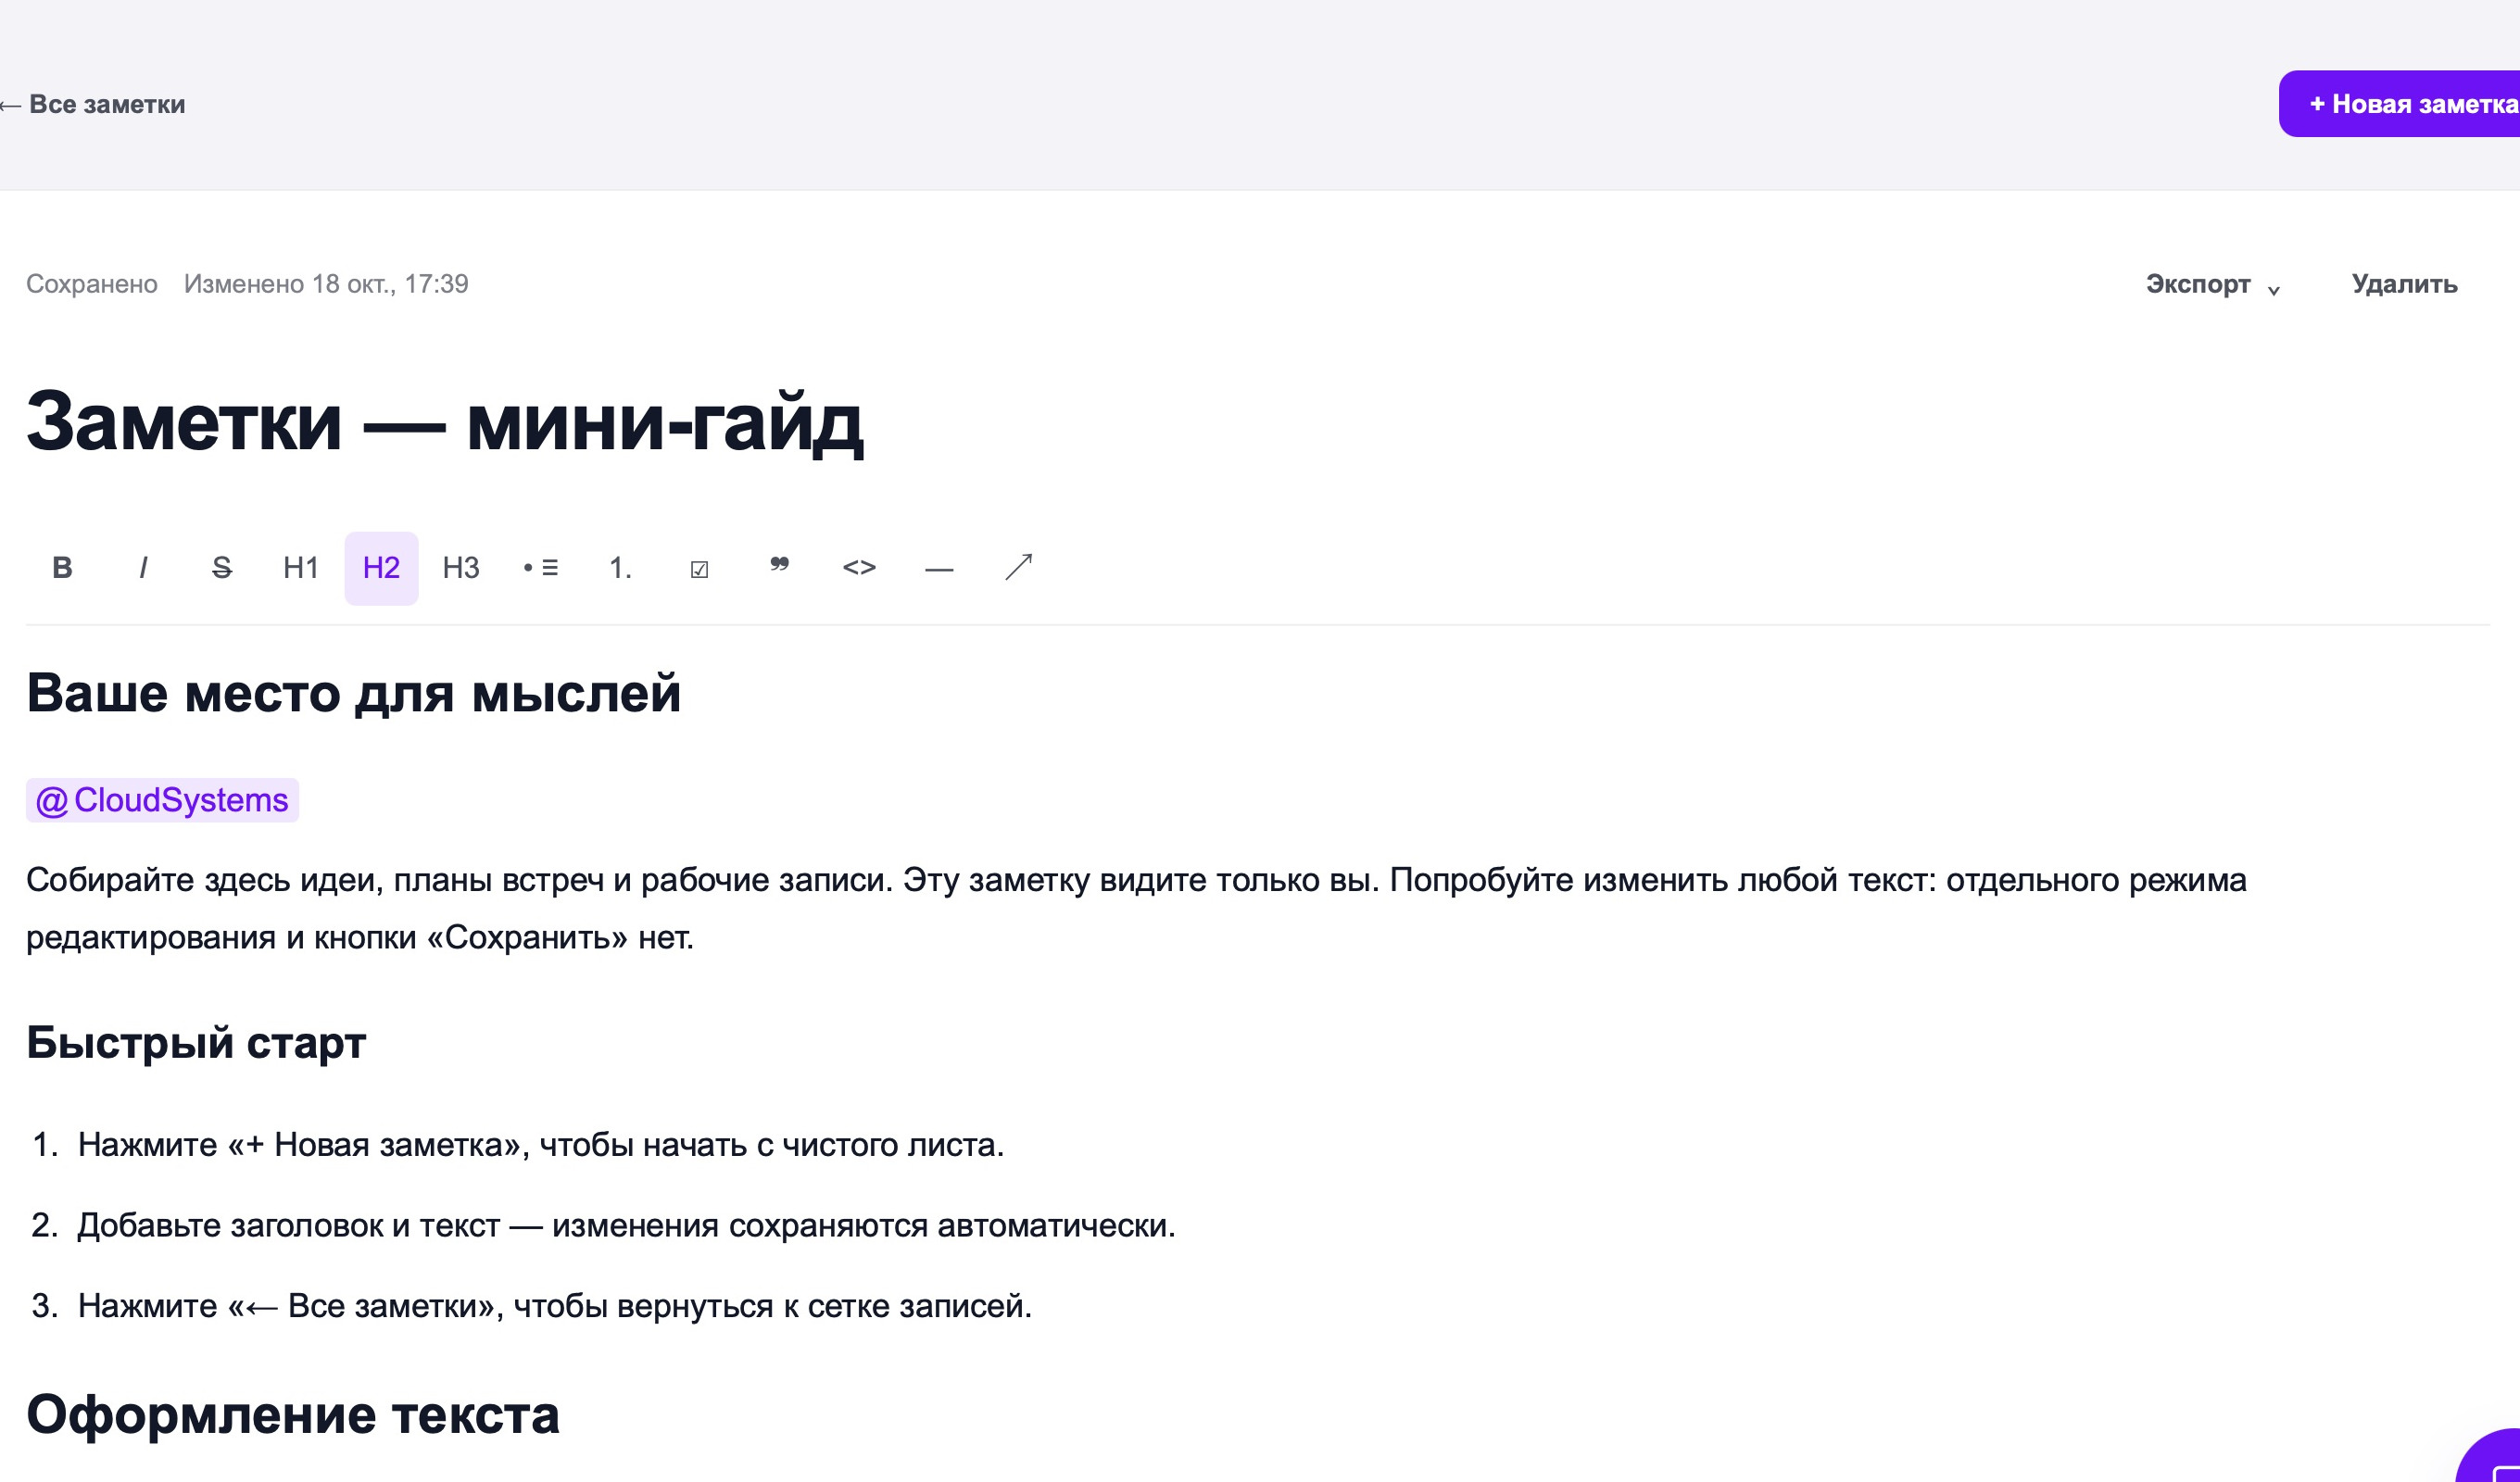 ← Все заметки
+ Новая заметка
Сохранено Изменено 18 окт., 17:39
Экспорт
Удалить
Заметки — мини-гайд
B I S H1 H2 H3 • ≡ 1. ☑ ❞ <> —
Ваше место для мыслей
@CloudSystems
Собирайте здесь идеи, планы встреч и рабочие записи. Эту заметку видите только вы. Попробуйте изменить любой текст: отдельного режима
редактирования и кнопки «Сохранить» нет.
Быстрый старт
1. Нажмите «+ Новая заметка», чтобы начать с чистого листа.
2. Добавьте заголовок и текст — изменения сохраняются автоматически.
3. Нажмите «← Все заметки», чтобы вернуться к сетке записей.
Оформление текста